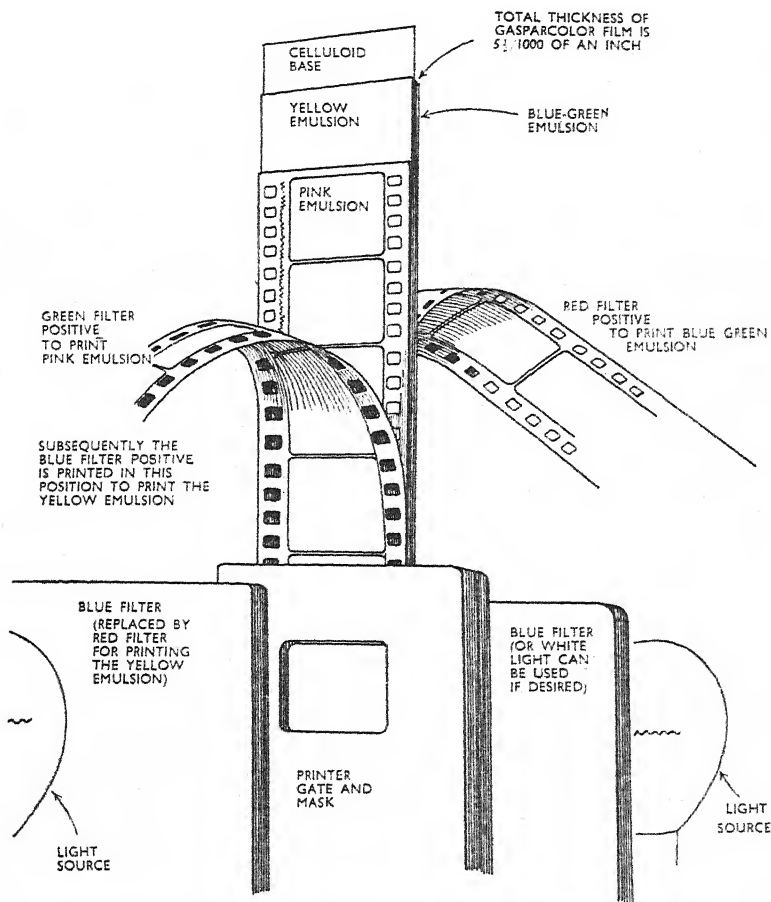 TOTAL THICKNESS OF
GASPARCOLOR FILM IS
5½/1000 OF AN INCH
CELLULOID
BASE
YELLOW
EMULSION
BLUE-GREEN
EMULSION
PINK
EMULSION
GREEN FILTER
POSITIVE
TO PRINT
PINK EMULSION
RED FILTER
POSITIVE
TO PRINT BLUE GREEN
EMULSION
SUBSEQUENTLY THE
BLUE FILTER POSITIVE
IS PRINTED IN THIS
POSITION TO PRINT THE
YELLOW EMULSION
BLUE FILTER
(REPLACED BY
RED FILTER
FOR PRINTING
THE YELLOW
EMULSION)
BLUE FILTER
(OR WHITE
LIGHT CAN
BE USED
IF DESIRED)
PRINTER
GATE AND
MASK
LIGHT
SOURCE
LIGHT
SOURCE